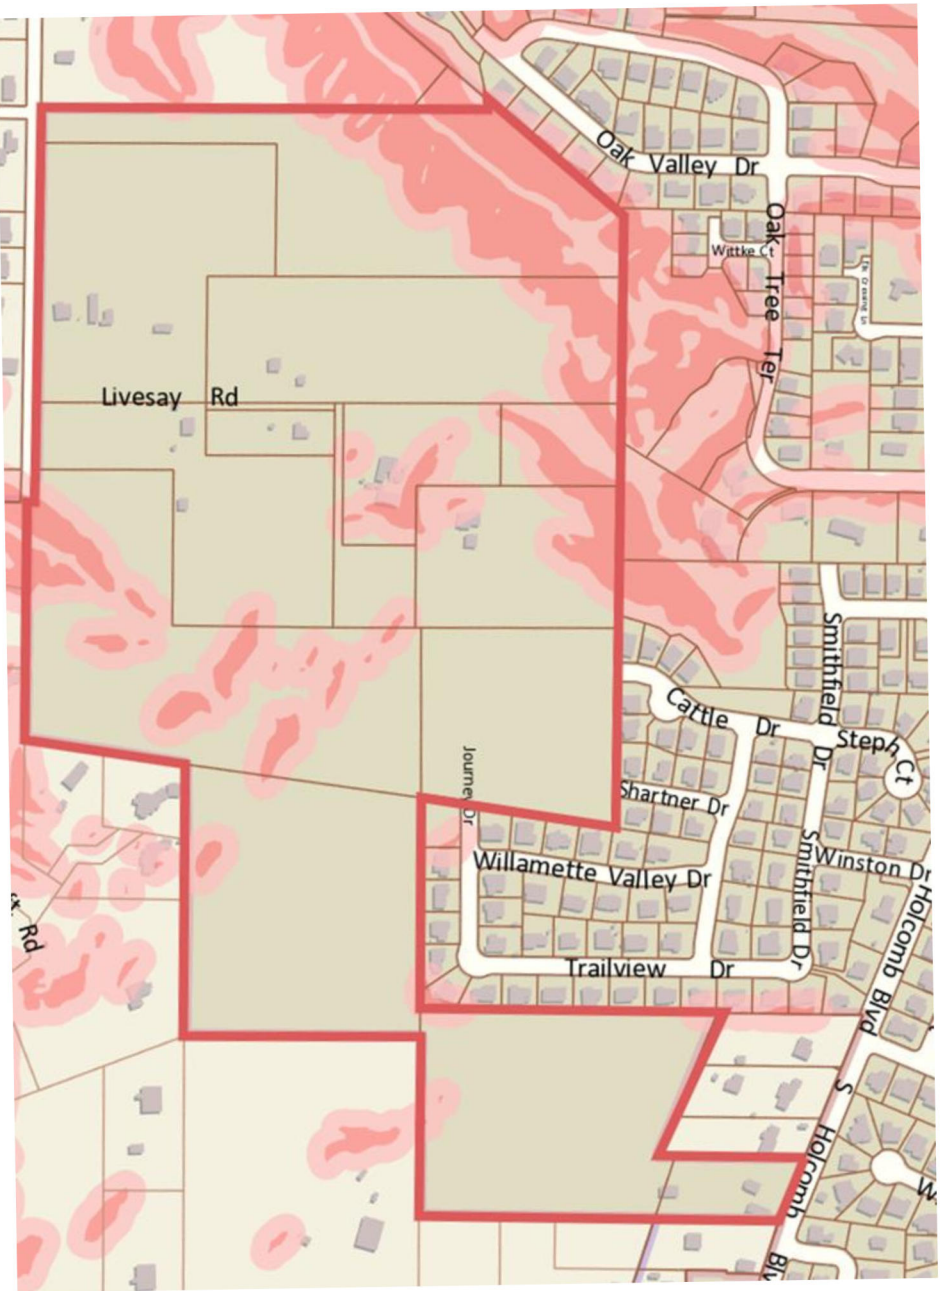 Oak Valley Dr
Oak Tree Ter
Wittke Ct
Livesay Rd
Smithfield Dr
Cattle Dr
Steph Ct
Journey Dr
Shartner Dr
Smithfield Dr
Winston Dr
Willamette Valley Dr
Holcomb Blvd
Rd
Trailview Dr
S Holcomb Blv
W